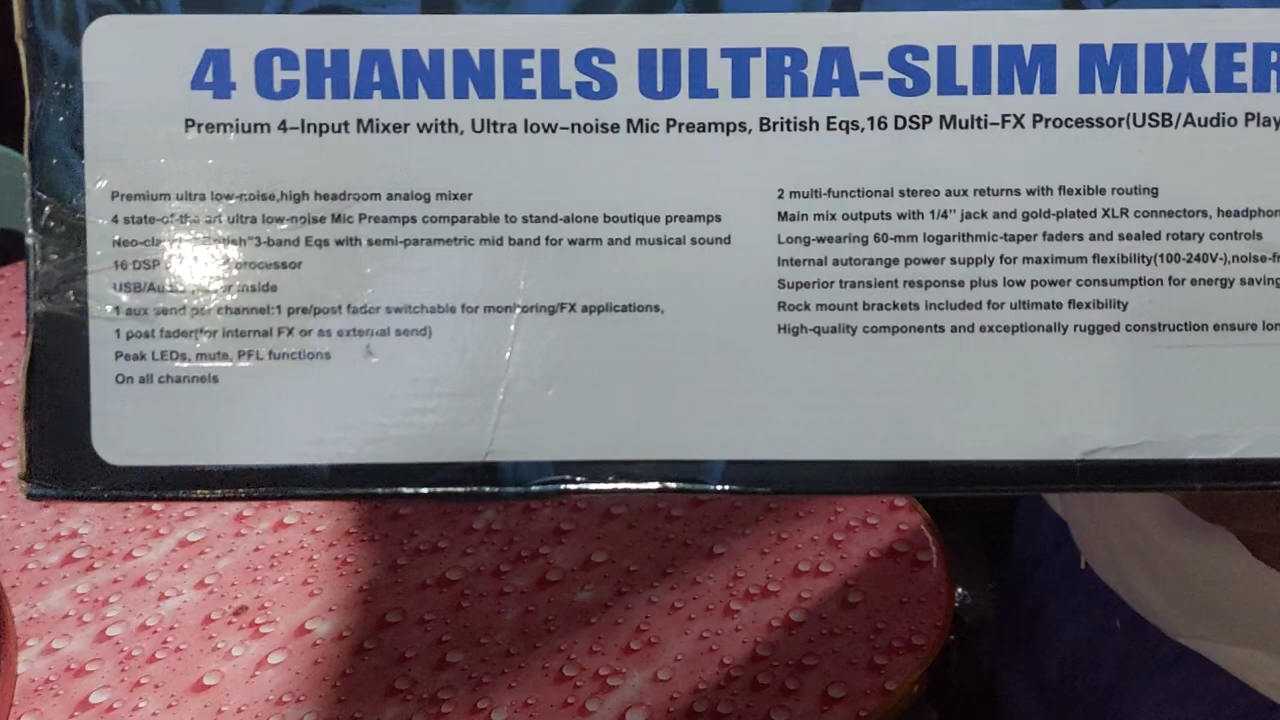 4 CHANNELS ULTRA-SLIM MIXER
Premium 4-Input Mixer with, Ultra low-noise Mic Preamps, British Eqs,16 DSP Multi-FX Processor(USB/Audio Play
Premium ultra low-noise,high headroom analog mixer
4 state-of-the art ultra low-noise Mic Preamps comparable to stand-alone boutique preamps
"3-band Eqs with semi-parametric mid band for warm and musical sound
16 DSP processor
USB/Au inside
1 aux send per channel:1 pre/post fader switchable for monitoring/FX applications,
1 post fader(for internal FX or as external send)
Peak LEDs, mute, PFL functions
On all channels
2 multi-functional stereo aux returns with flexible routing
Main mix outputs with 1/4'' jack and gold-plated XLR connectors, headphon
Long-wearing 60-mm logarithmic-taper faders and sealed rotary controls
Internal autorange power supply for maximum flexibility(100-240V-),noise-fr
Superior transient response plus low power consumption for energy saving
Rock mount brackets included for ultimate flexibility
High-quality components and exceptionally rugged construction ensure lon